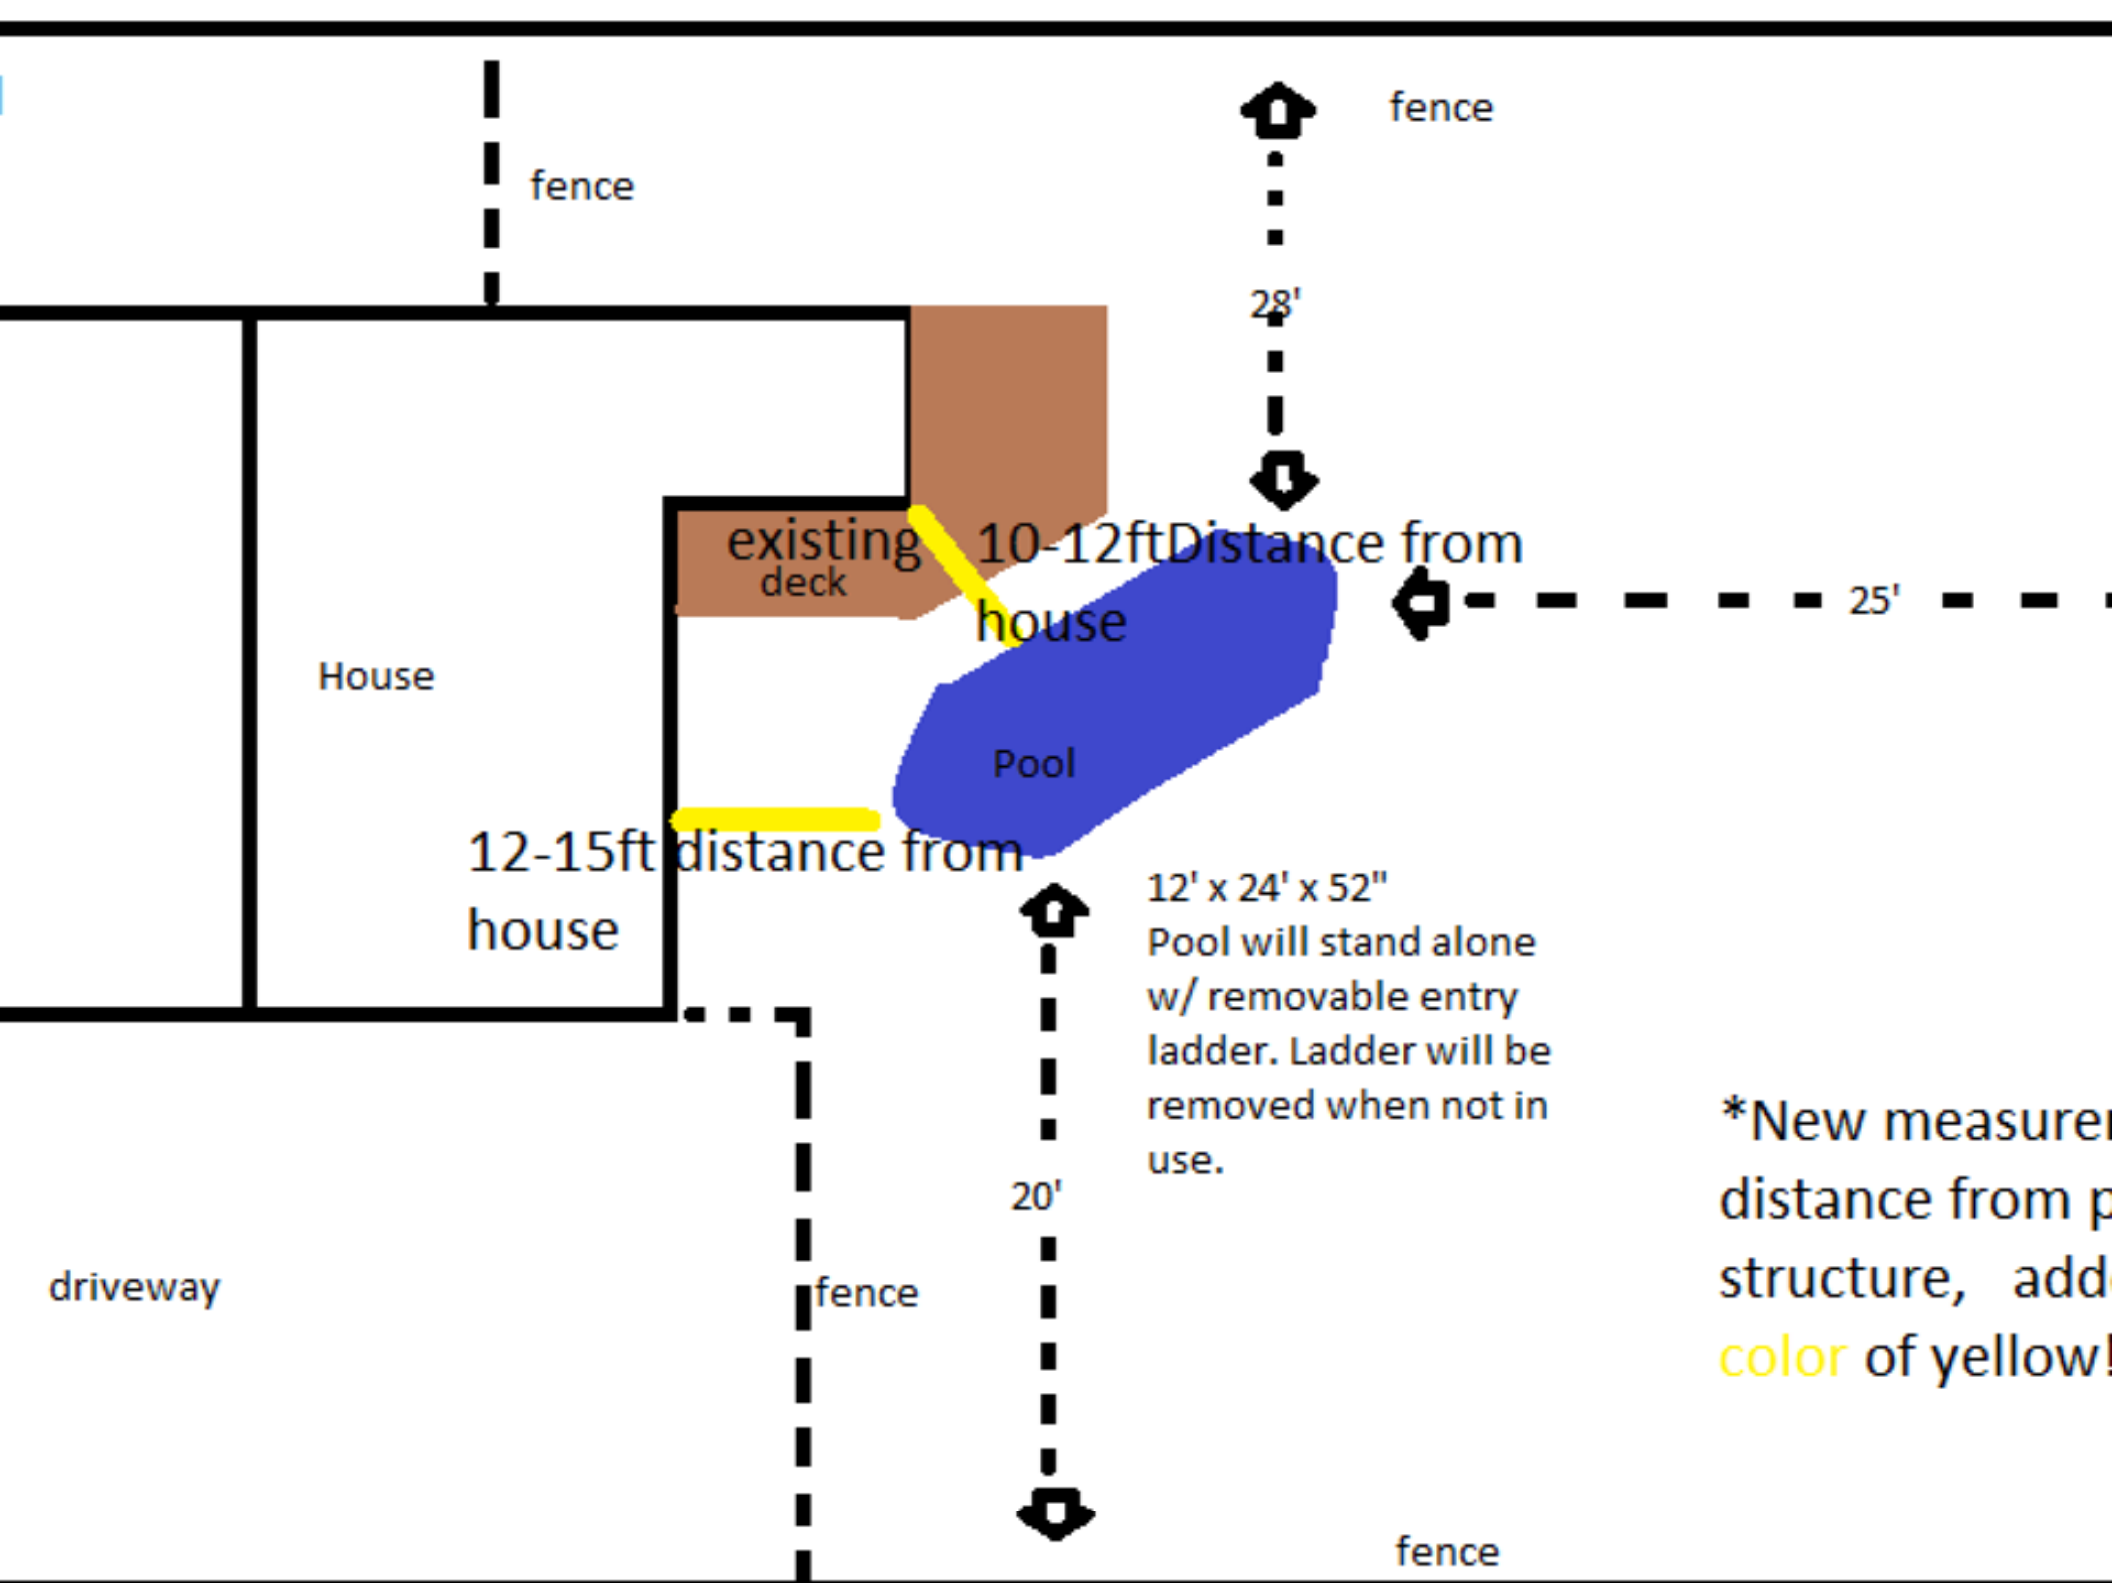 fence
fence
28'
existing
deck
10-12ftDistance from
house
25'
House
Pool
12-15ft distance from
house
12' x 24' x 52"
Pool will stand alone
w/ removable entry
ladder. Ladder will be
removed when not in
use.
20'
*New
distance from
structure,
color of yellow!
driveway
fence
fence